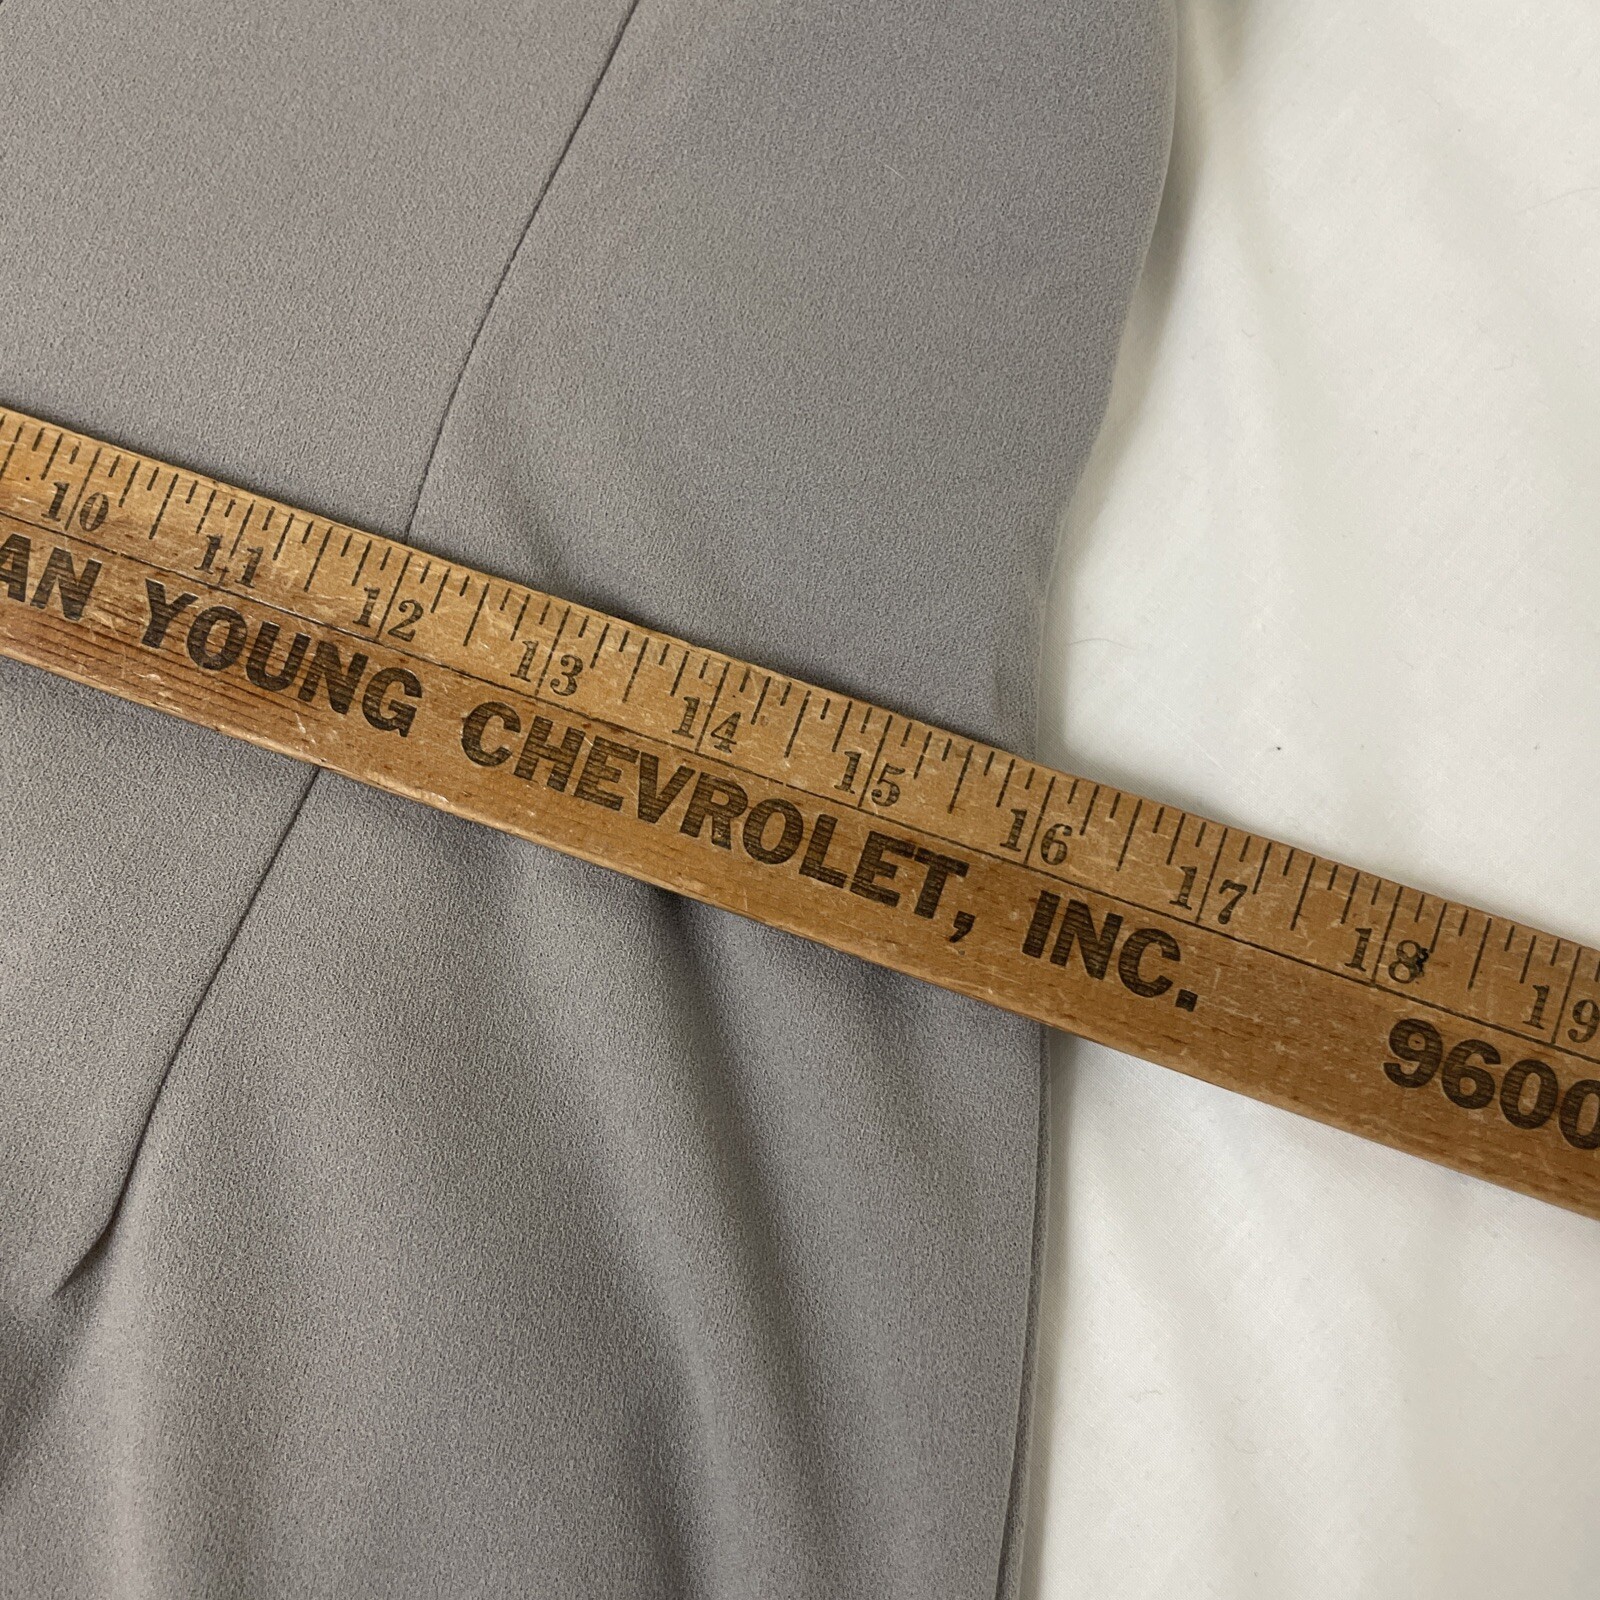 10 11 12 13 14 15 16 17 18 19
AN YOUNG CHEVROLET, INC. 9600